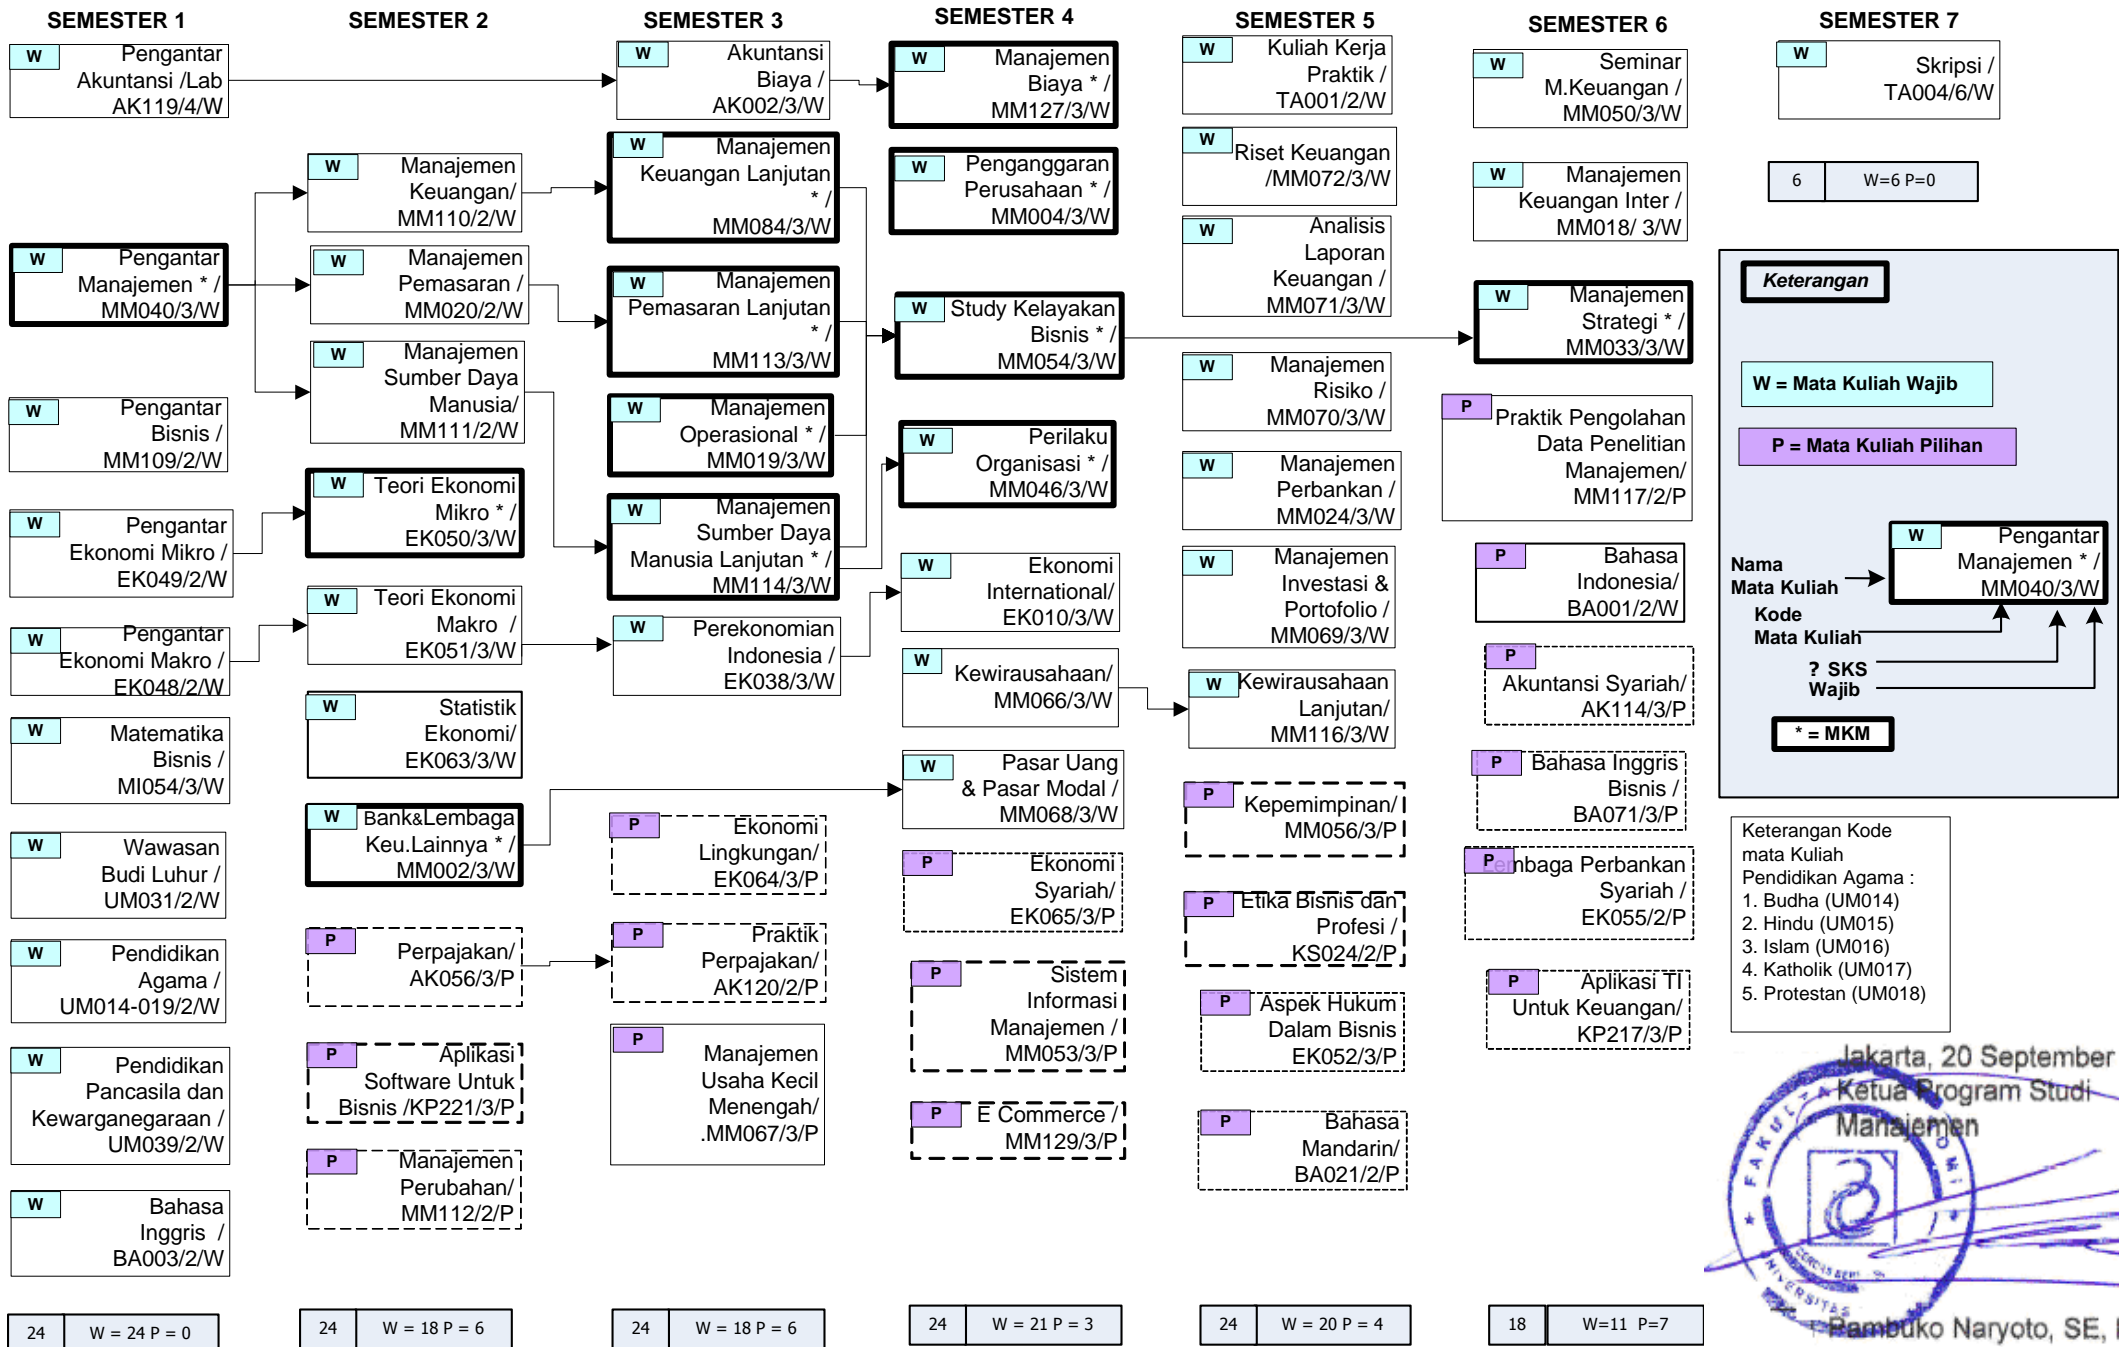 SEMESTER 1
W
Pengantar
Akuntansi /Lab
AK119/4/W
W
Pengantar
Manajemen * /
MM040/3/W
W
Pengantar
Bisnis /
MM109/2/W
W
Pengantar
Ekonomi Mikro /
EK049/2/W
W
Pengantar
Ekonomi Makro /
EK048/2/W
W
Matematika
Bisnis /
MI054/3/W
W
Wawasan
Budi Luhur /
UM031/2/W
W
Pendidikan
Agama /
UM014-019/2/W
W
Pendidikan
Pancasila dan
Kewarganegaraan /
UM039/2/W
W
Bahasa
Inggris /
BA003/2/W
24
W = 24 P = 0
SEMESTER 2
W
Manajemen
Keuangan/
MM110/2/W
W
Manajemen
Pemasaran /
MM020/2/W
W
Manajemen
Sumber Daya
Manusia/
MM111/2/W
W
Teori Ekonomi
Mikro * /
EK050/3/W
W
Teori Ekonomi
Makro /
EK051/3/W
W
Statistik
Ekonomi/
EK063/3/W
W
Bank&Lembaga
Keu.Lainnya * /
MM002/3/W
P
Perpajakan/
AK056/3/P
P
Aplikasi
Software Untuk
Bisnis /KP221/3/P
P
Manajemen
Perubahan/
MM112/2/P
24
W = 18 P = 6
SEMESTER 3
W
Akuntansi
Biaya /
AK002/3/W
W
Manajemen
Keuangan Lanjutan
* /
MM084/3/W
W
Manajemen
Pemasaran Lanjutan
* /
MM113/3/W
W
Manajemen
Operasional * /
MM019/3/W
W
Manajemen
Sumber Daya
Manusia Lanjutan * /
MM114/3/W
W
Perekonomian
Indonesia /
EK038/3/W
P
Ekonomi
Lingkungan/
EK064/3/P
P
Praktik
Perpajakan/
AK120/2/P
P
Manajemen
Usaha Kecil
Menengah/
.MM067/3/P
24
W = 18 P = 6
SEMESTER 4
W
Manajemen
Biaya * /
MM127/3/W
W
Penganggaran
Perusahaan * /
MM004/3/W
W
Study Kelayakan
Bisnis * /
MM054/3/W
W
Perilaku
Organisasi * /
MM046/3/W
W
Ekonomi
International/
EK010/3/W
W
Kewirausahaan/
MM066/3/W
W
Pasar Uang
& Pasar Modal /
MM068/3/W
P
Ekonomi
Syariah/
EK065/3/P
P
Sistem
Informasi
Manajemen /
MM053/3/P
P
E Commerce /
MM129/3/P
24
W = 21 P = 3
SEMESTER 5
W
Kuliah Kerja
Praktik /
TA001/2/W
W
Riset Keuangan
/MM072/3/W
W
Analisis
Laporan
Keuangan /
MM071/3/W
W
Manajemen
Risiko /
MM070/3/W
W
Manajemen
Perbankan /
MM024/3/W
W
Manajemen
Investasi &
Portofolio /
MM069/3/W
W
Kewirausahaan
Lanjutan/
MM116/3/W
P
Kepemimpinan/
MM056/3/P
P
Etika Bisnis dan
Profesi /
KS024/2/P
P
Aspek Hukum
Dalam Bisnis
EK052/3/P
P
Bahasa
Mandarin/
BA021/2/P
24
W = 20 P = 4
SEMESTER 6
W
Seminar
M.Keuangan /
MM050/3/W
W
Manajemen
Keuangan Inter /
MM018/ 3/W
W
Manajemen
Strategi * /
MM033/3/W
P
Praktik Pengolahan
Data Penelitian
Manajemen/
MM117/2/P
P
Bahasa
Indonesia/
BA001/2/W
P
Akuntansi Syariah/
AK114/3/P
P
Bahasa Inggris
Bisnis /
BA071/3/P
P
Lembaga Perbankan
Syariah /
EK055/2/P
P
Aplikasi TI
Untuk Keuangan/
KP217/3/P
18
W=11 P=7
SEMESTER 7
W
Skripsi /
TA004/6/W
6
W=6 P=0
Keterangan
W = Mata Kuliah Wajib
P = Mata Kuliah Pilihan
W
Pengantar
Manajemen * /
MM040/3/W
Nama
Mata Kuliah
Kode
Mata Kuliah
? SKS
Wajib
* = MKM
Keterangan Kode
mata Kuliah
Pendidikan Agama :
1. Budha (UM014)
2. Hindu (UM015)
3. Islam (UM016)
4. Katholik (UM017)
5. Protestan (UM018)
Jakarta, 20 September
Ketua Program Studi
Manajemen
UNIVERSITAS
Pambuko Naryoto, SE,